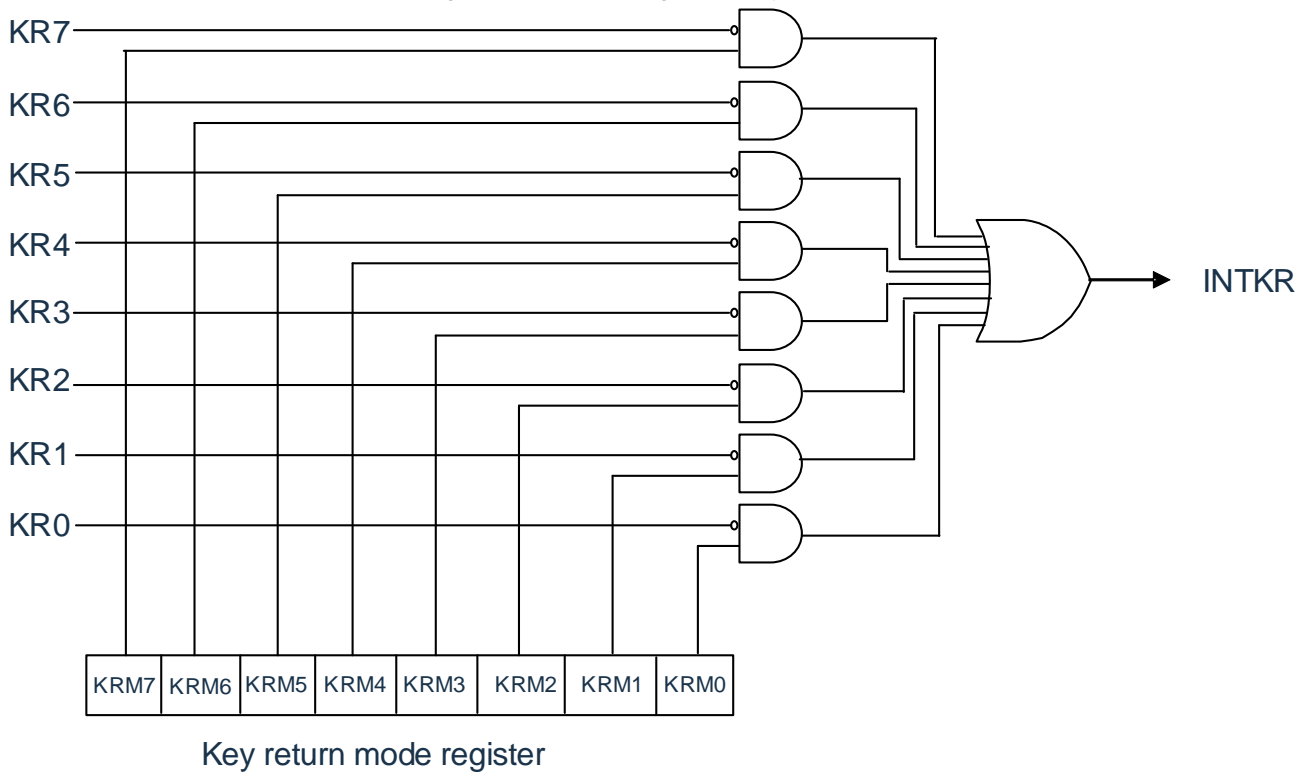 KR7
KR6
KR5
KR4
KR3
INTKR
KR2
KR1
KR0
KRM7 KRM6 KRM5 KRM4 KRM3 KRM2 KRM1 KRM0
Key return mode register